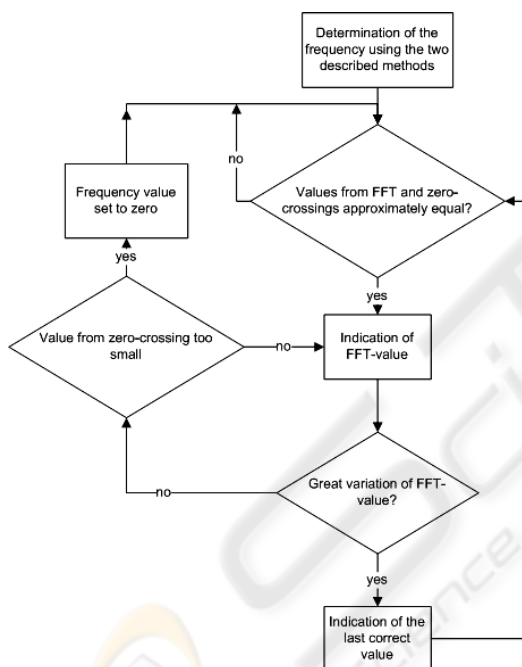 Determination of the
frequency using the two
described methods
no
Frequency value
set to zero
Values from FFT and zero-
crossings approximately equal?
yes
yes
Value from zero-crossing too
small
no
Indication of
FFT-value
Great variation of FFT-
value?
no
yes
Indication of the
last correct
value